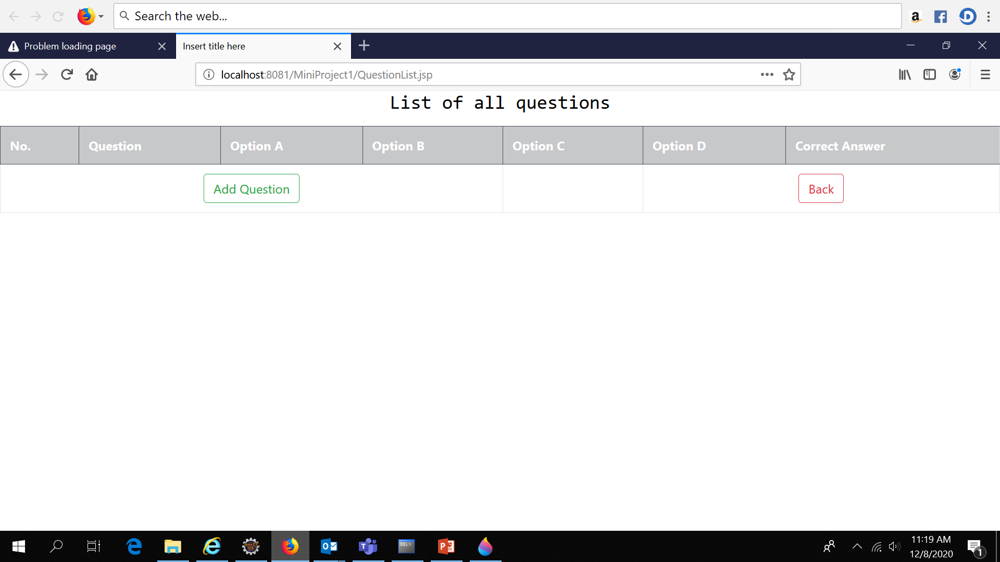 Search the web...
Problem loading page
Insert title here
localhost:8081/MiniProject1/QuestionList.jsp
List of all questions
No. Question Option A Option B Option C Option D Correct Answer
Add Question Back
11:19 AM
12/8/2020
1